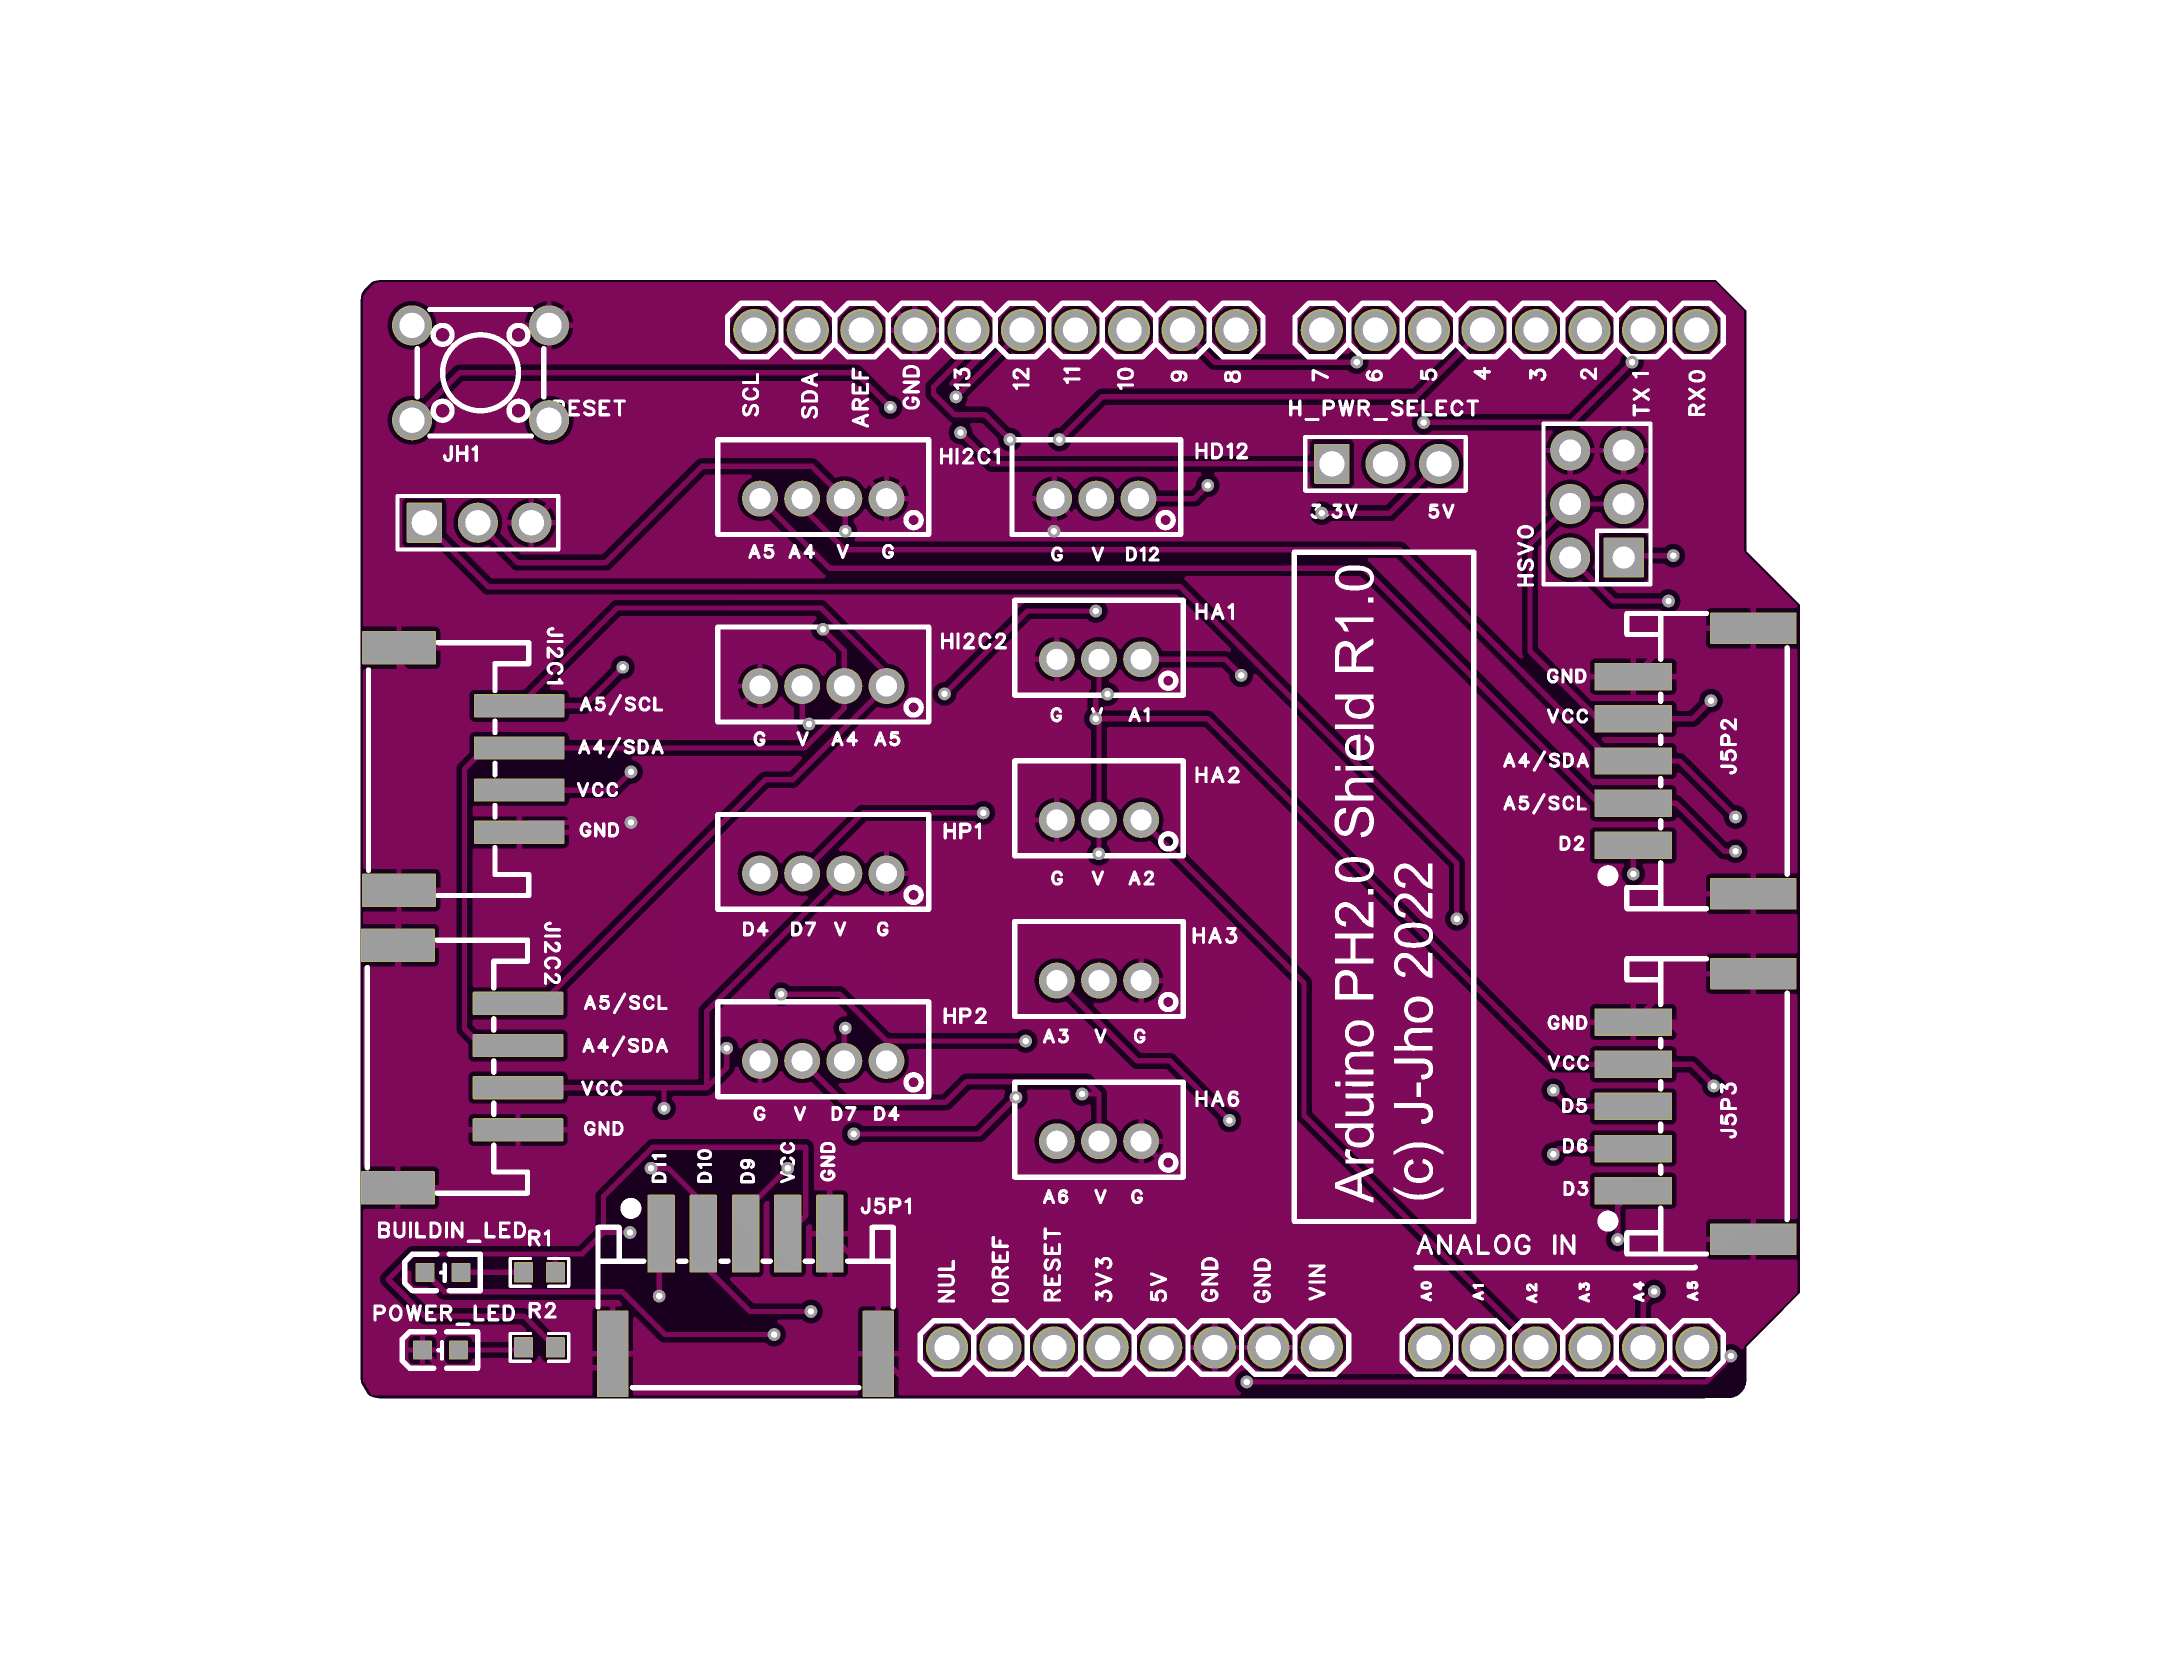 SCL SDA AREF GND 13 12 11 10 9 8 7 6 5 4 3 2 TX 1 RX0
RESET
JH1
H_PWR_SELECT
3.3V 5V
HI2C1
A5 A4 V G
HD12
G V D12
HSV0
HI2C2
G V A4 A5
HA1
G V A1
JI2C1
A5/SCL
A4/SDA
VCC
GND
HA2
G V A2
HP1
D4 D7 V G
J5P2
GND
VCC
A4/SDA
A5/SCL
D2
Arduino PH2.0 Shield R1.0
(c) J-Jho 2022
HA3
A3 V G
JI2C2
A5/SCL
A4/SDA
VCC
GND
HP2
G V D7 D4
HA6
A6 V G
J5P3
GND
VCC
D5
D6
D3
D11 D10 D9 VCC GND
J5P1
BUILDIN_LED R1
POWER_LED R2
NUL IOREF RESET 3V3 5V GND GND VIN
ANALOG IN
A0 A1 A2 A3 A4 A5